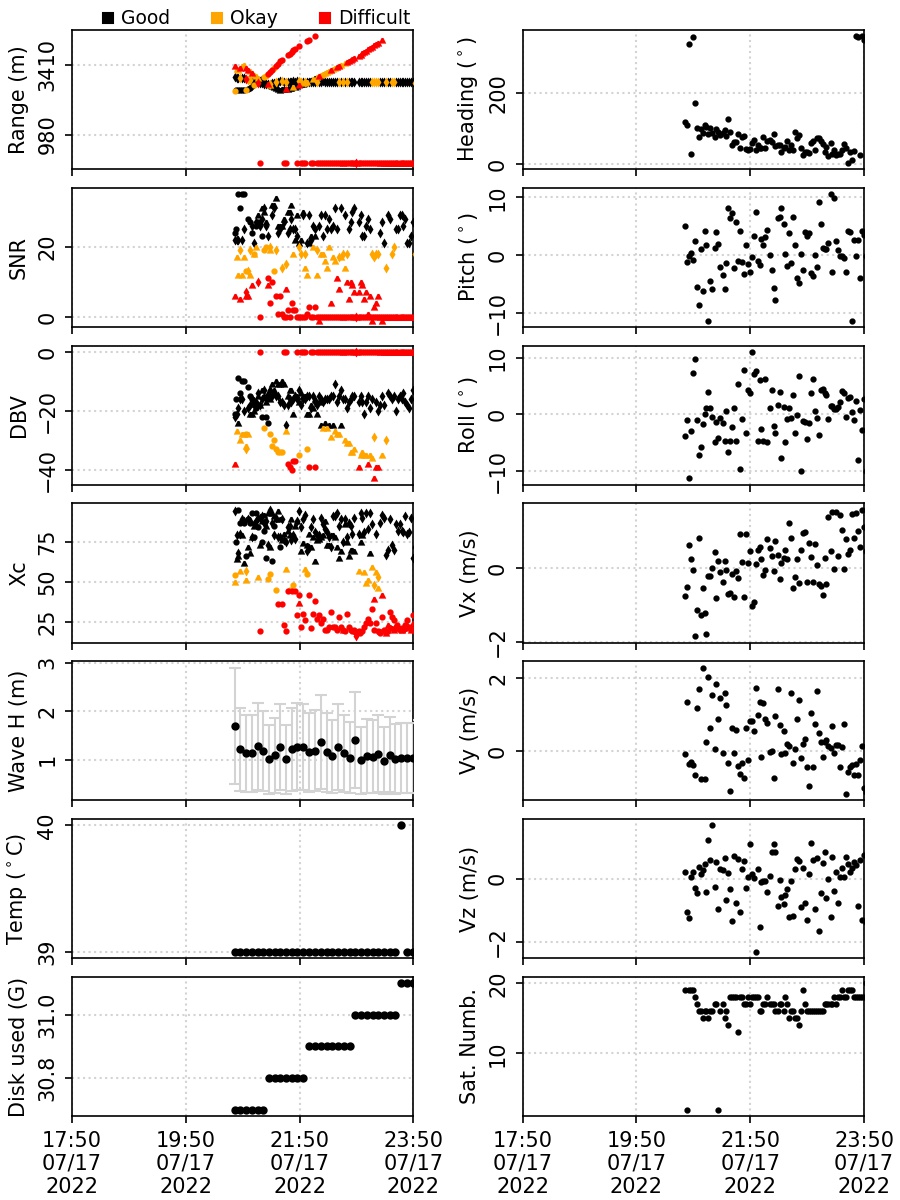 Good Okay Difficult
Range (m)
3410
980
Heading (°)
200
0
SNR
20
0
Pitch (°)
10
0
−10
DBV
0
−20
−40
Roll (°)
10
0
−10
Xc
75
50
25
Vx (m/s)
0
−2
Wave H (m)
3
2
1
Vy (m/s)
2
0
Temp (°C)
40
39
Vz (m/s)
0
−2
Disk used (G)
31.0
30.8
Sat. Numb.
20
10
17:50 19:50 21:50 23:50 17:50 19:50 21:50 23:50
07/17 07/17 07/17 07/17 07/17 07/17 07/17 07/17
2022 2022 2022 2022 2022 2022 2022 2022